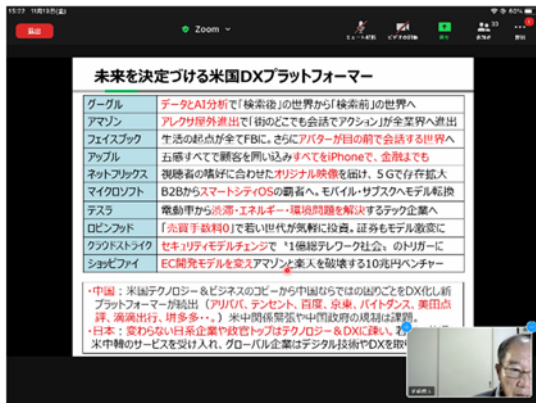 15:22 11月13日(金)
60%
退出
Zoom
33
未来を決定づける米国DXプラットフォーマー
グーグル データとAI分析で「検索後」の世界から「検索前」の世界へ
アマゾン アレクサ屋外進出で「街のどこでも会話でアクション」が全業界へ進出
フェイスブック 生活の起点が全てFBに。さらにアバターが目の前で会話する世界へ
アップル 五感すべてで顧客を囲い込みすべてをiPhoneで、金融までも
ネットフリックス 視聴者の嗜好に合わせたオリジナル映像を届け、5Gで存在拡大
マイクロソフト B2BからスマートシティOSの覇者へ。モバイル・サブスクへモデル転換
テスラ 電動車から渋滞・エネルギー・環境問題を解決するテック企業へ
ロビンフッド 「売買手数料0」で若い世代が気軽に投資。証券もモデル激変に
クラウドストライク セキュリティモデルチェンジで〝1億総テレワーク社会〟のトリガーに
ショッピファイ EC開発モデルを変えアマゾンと楽天を破壊する10兆円ベンチャー
・中国：米国テクノロジー＆ビジネスのコピーから中国ならではの困りごとをDX化し新
プラットフォーマーが続出（アリババ、テンセント、百度、京東、バイトダンス、美団点
評、滴滴出行、拼多多・・。）米中関係緊張や中国政府の規制は課題。
・日本：変わらない日系企業や政官トップはテクノロジー＆DXに疎い。
米中韓のサービスを受け入れ、グローバル企業はデジタル技術やDXを取り